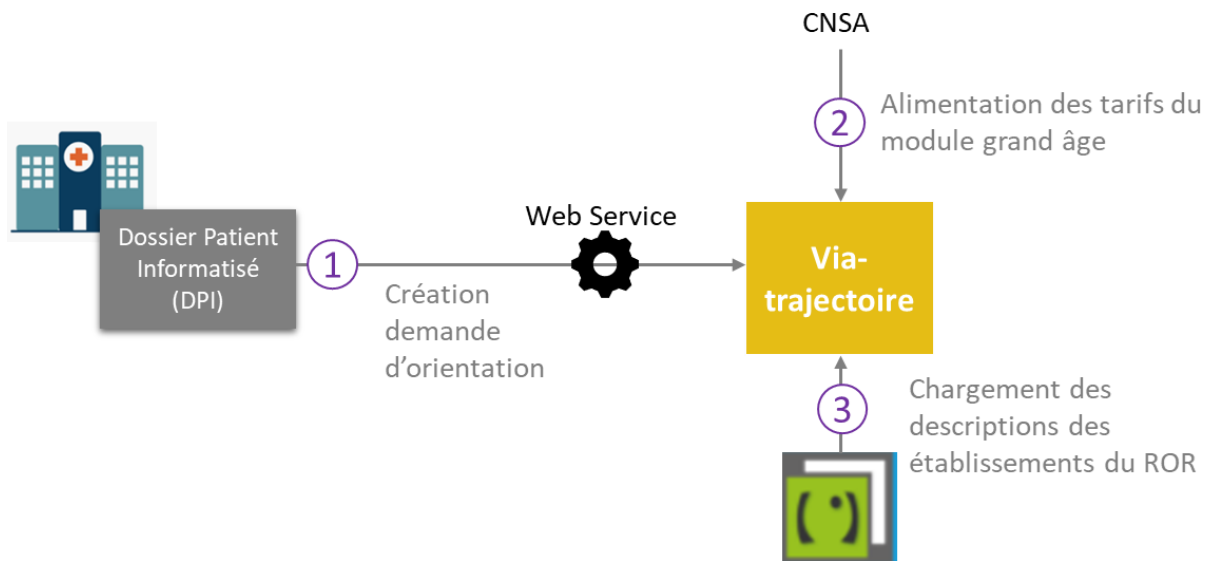 CNSA
2
Alimentation des tarifs du
module grand âge
Dossier Patient
Informatisé
(DPI)
1
Web Service
Création
demande
d’orientation
Via-
trajectoire
3
Chargement des
descriptions des
établissements du ROR